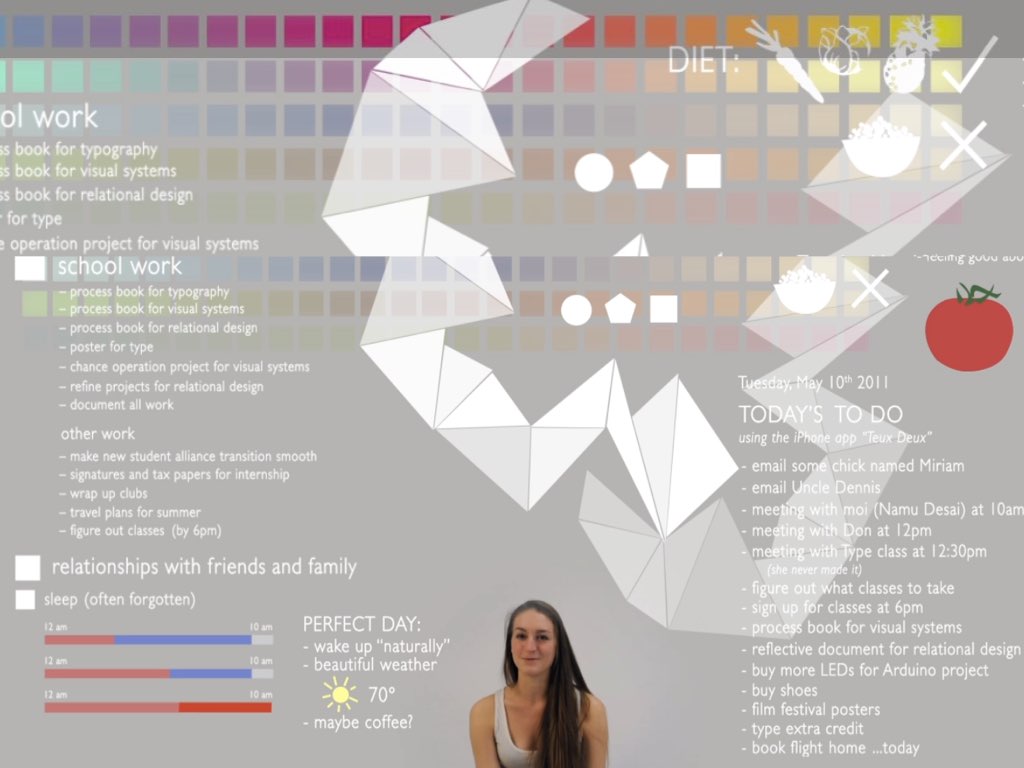 DIET:
ol work
ss book for typography
ss book for visual systems
ss book for relational design
r for type
e operation project for visual systems
school work
– process book for typography
– process book for visual systems
– process book for relational design
– poster for type
– chance operation project for visual systems
– refine projects for relational design
– document all work
other work
– make new student alliance transition smooth
– signatures and tax papers for internship
– wrap up clubs
– travel plans for summer
– figure out classes (by 6pm)
relationships with friends and family
sleep (often forgotten)
12 am 10 am
12 am 10 am
12 am 10 am
PERFECT DAY:
- wake up “naturally”
- beautiful weather
70°
- maybe coffee?
-feeling good abo
Tuesday, May 10th 2011
TODAY'S TO DO
using the iPhone app "Teux Deux"
- email some chick named Miriam
- email Uncle Dennis
- meeting with moi (Namu Desai) at 10am
- meeting with Don at 12pm
- meeting with Type class at 12:30pm
(she never made it)
- figure out what classes to take
- sign up for classes at 6pm
- process book for visual systems
- reflective document for relational design
- buy more LEDs for Arduino project
- buy shoes
- film festival posters
- type extra credit
- book flight home ...today